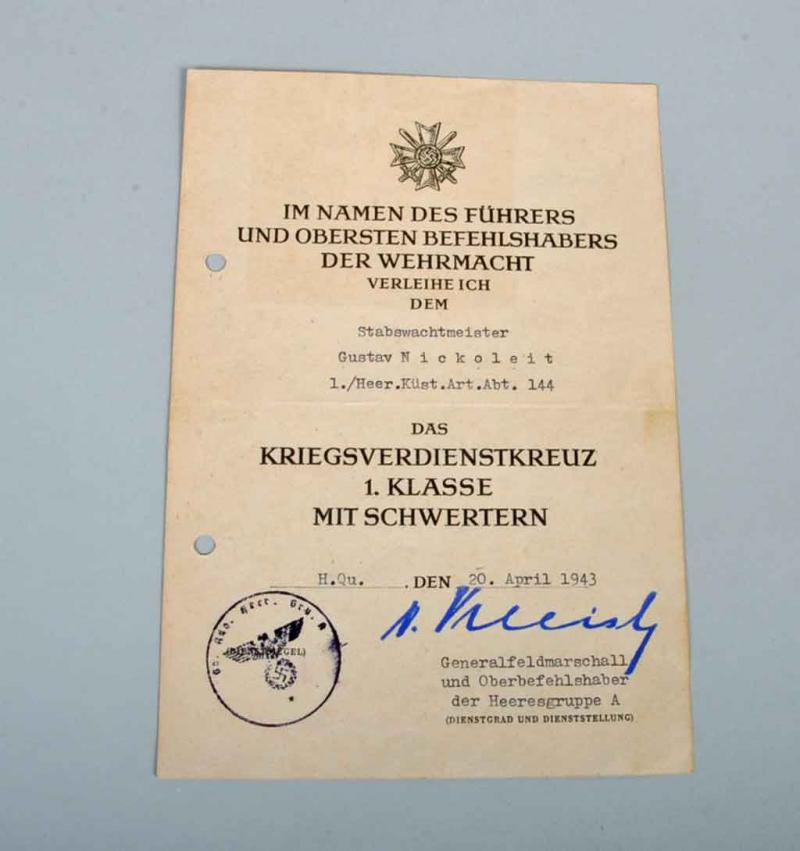 IM NAMEN DES FÜHRERS
UND OBERSTEN BEFEHLSHABERS
DER WEHRMACHT
VERLEIHE ICH
DEM
Stabswachtmeister
Gustav N i c k o l e i t
1./Heer.Küst.Art.Abt. 144
DAS
KRIEGSVERDIENSTKREUZ
1. KLASSE
MIT SCHWERTERN
H.Qu. . DEN 20. April 1943
v. Kleist
(DIENSTSIEGEL)
Generalfeldmarschall
und Oberbefehlshaber
der Heeresgruppe A
(DIENSTGRAD UND DIENSTSTELLUNG)